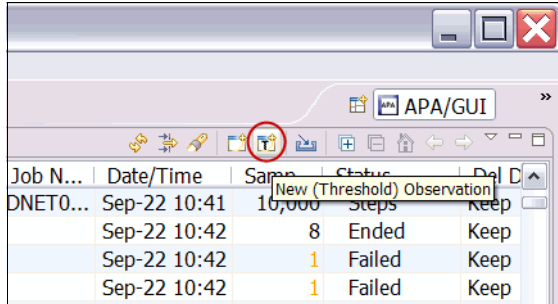 APA/GUI
»
Job N... Date/Time Samp Status Del D
New (Threshold) Observation
DNET0... Sep-22 10:41 10,000 Steps Keep
Sep-22 10:42 8 Ended Keep
Sep-22 10:42 1 Failed Keep
Sep-22 10:42 1 Failed Keep